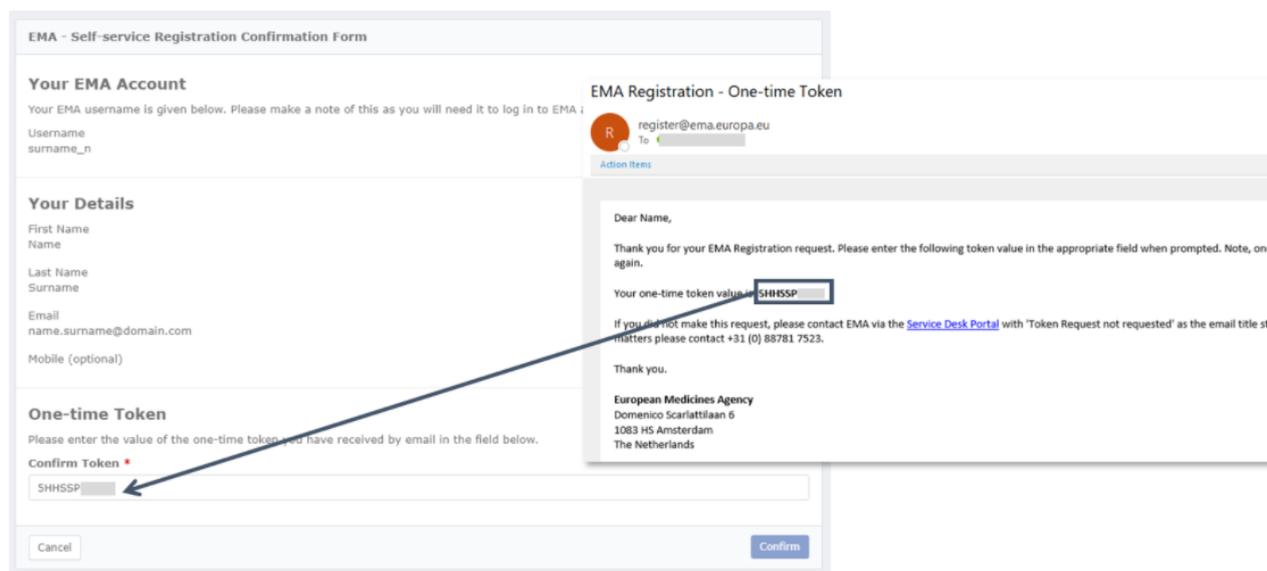 EMA - Self-service Registration Confirmation Form
Your EMA Account
Your EMA username is given below. Please make a note of this as you will need it to log in to EMA
Username
surname_n
Your Details
First Name
Name
Last Name
Surname
Email
name.surname@domain.com
Mobile (optional)
One-time Token
Please enter the value of the one-time token you have received by email in the field below.
Confirm Token *
5HHSSP
Cancel
Confirm
EMA Registration - One-time Token
R
register@ema.europa.eu
To
Action Items
Dear Name,
Thank you for your EMA Registration request. Please enter the following token value in the appropriate field when prompted. Note, on
again.
Your one-time token value is 5HHSSP
If you did not make this request, please contact EMA via the Service Desk Portal with 'Token Request not requested' as the email title st
matters please contact +31 (0) 88781 7523.
Thank you.
European Medicines Agency
Domenico Scarlattilaan 6
1083 HS Amsterdam
The Netherlands